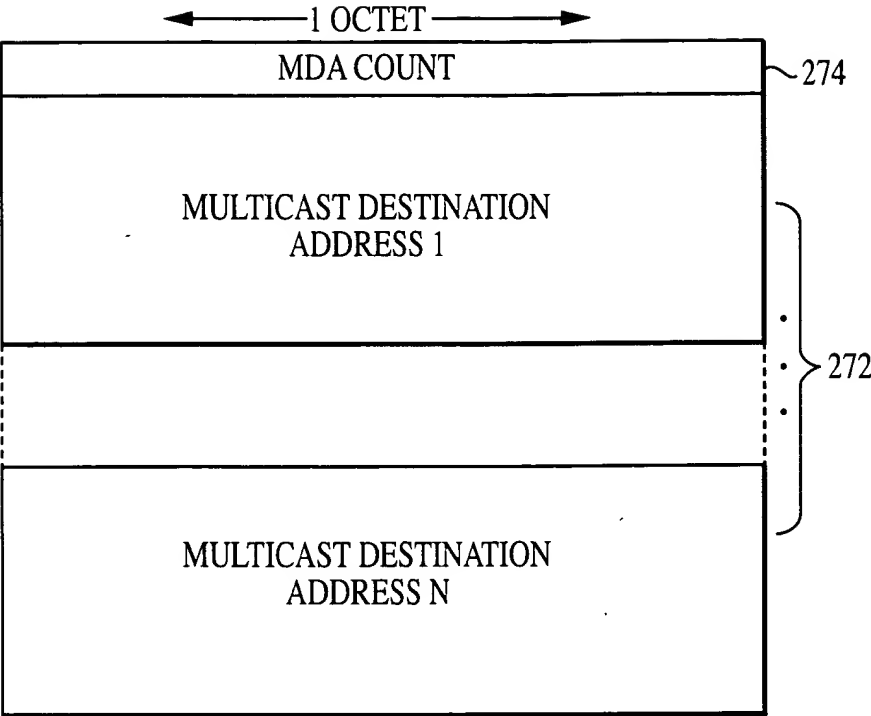 1 OCTET
MDA COUNT
274
MULTICAST DESTINATION
ADDRESS 1
272
MULTICAST DESTINATION
ADDRESS N